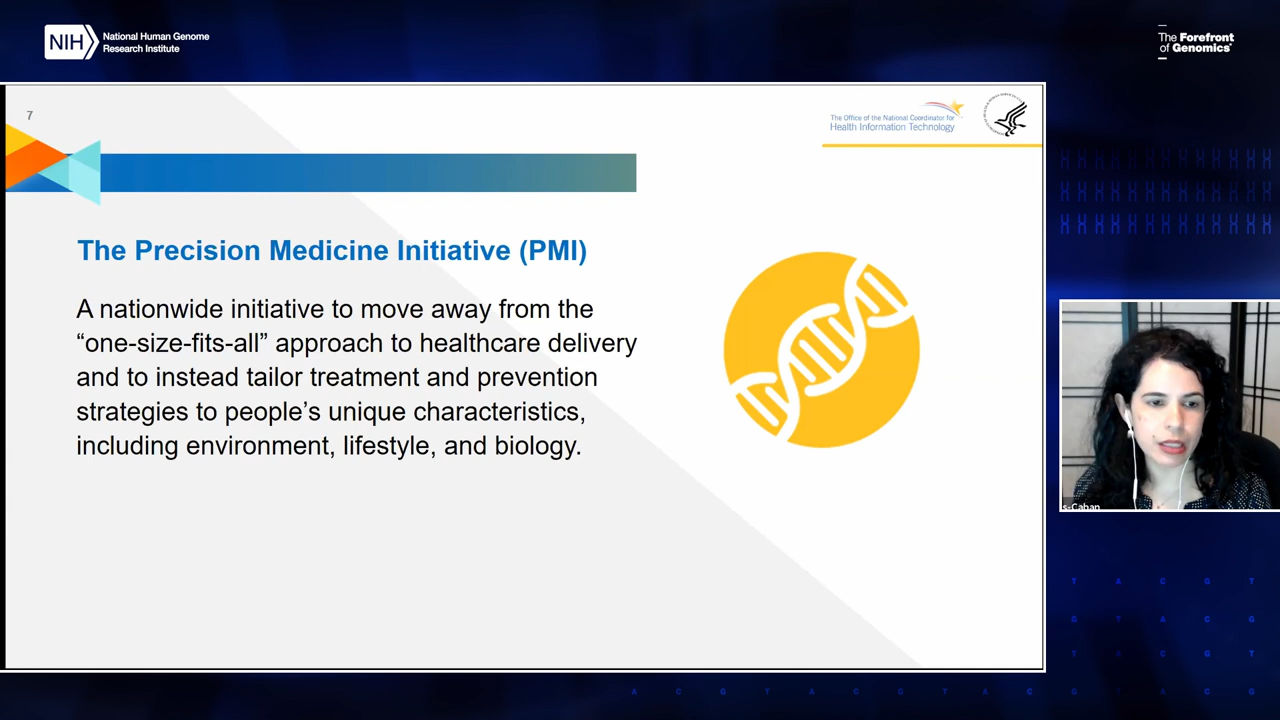 NIH
National Human Genome
Research Institute
The Forefront
of Genomics®
7
The Office of the National Coordinator for
Health Information Technology
The Precision Medicine Initiative (PMI)
A nationwide initiative to move away from the
“one-size-fits-all” approach to healthcare delivery
and to instead tailor treatment and prevention
strategies to people’s unique characteristics,
including environment, lifestyle, and biology.
s-Cahan
T A C G T
G T A C G
T A C G T
A C G T A C G T A C G T A C G